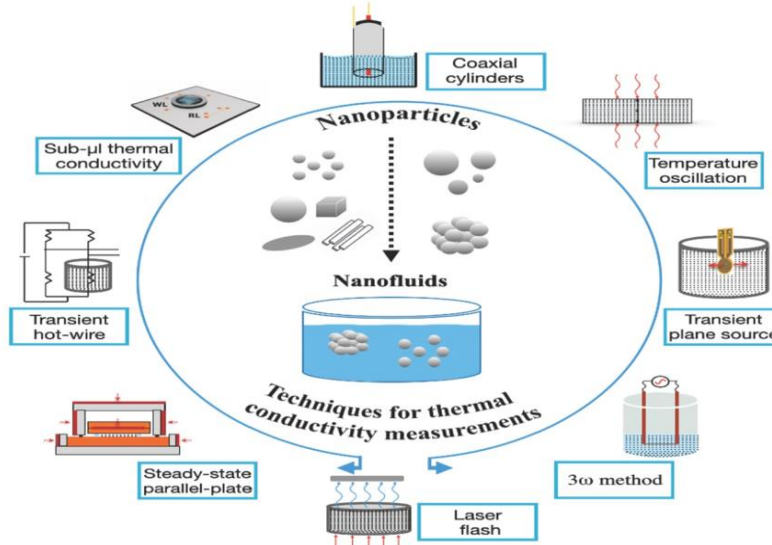 Coaxial
cylinders
Nanoparticles
WL
RL
Sub-µl thermal
conductivity
Temperature
oscillation
Nanofluids
Transient
hot-wire
Transient
plane source
Techniques for thermal
conductivity measurements
Steady-state
parallel-plate
3ω method
Laser
flash